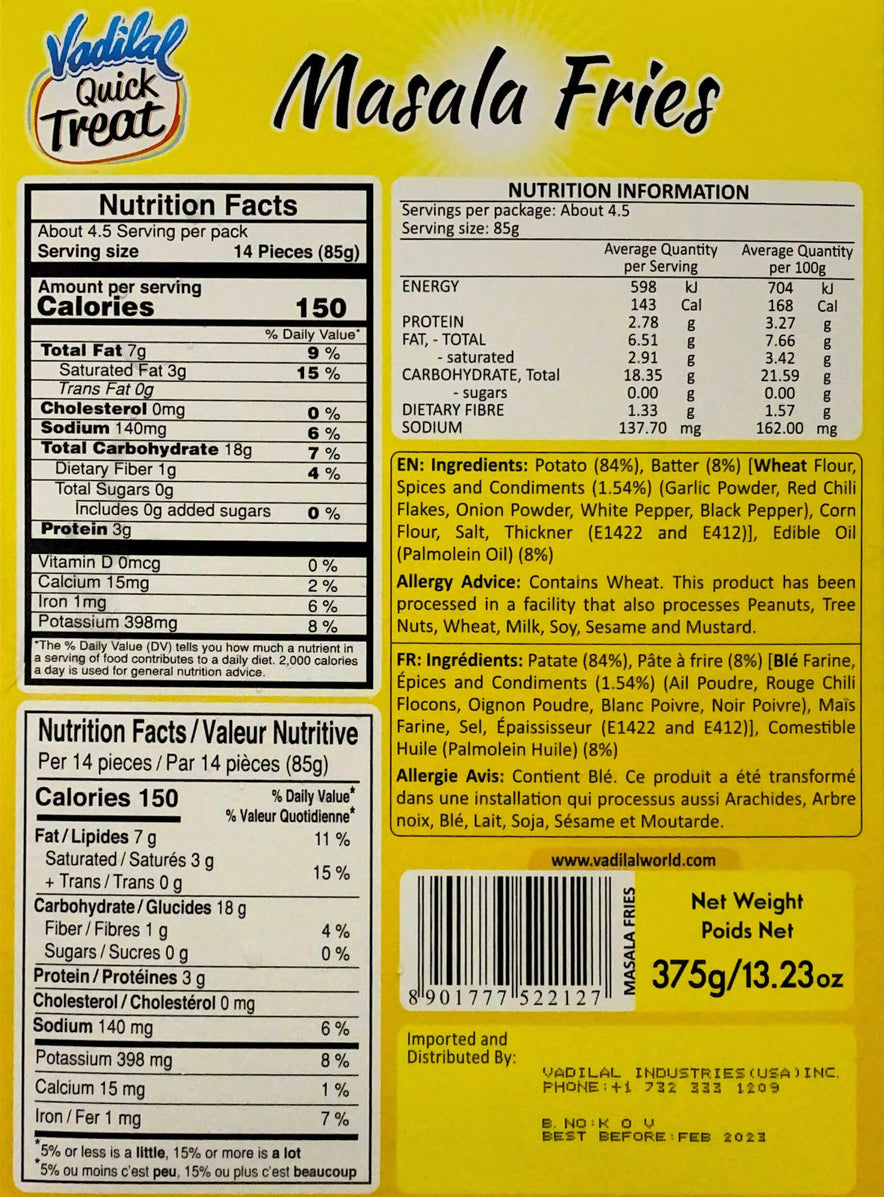 Vadilal
Quick
Treat
Masala Fries
Nutrition Facts
About 4.5 Serving per pack
Serving size 14 Pieces (85g)
Amount per serving
Calories 150
% Daily Value*
Total Fat 7g 9 %
Saturated Fat 3g 15 %
Trans Fat 0g
Cholesterol 0mg 0 %
Sodium 140mg 6 %
Total Carbohydrate 18g 7 %
Dietary Fiber 1g 4 %
Total Sugars 0g
Includes 0g added sugars 0 %
Protein 3g
Vitamin D 0mcg 0 %
Calcium 15mg 2 %
Iron 1mg 6 %
Potassium 398mg 8 %
*The % Daily Value (DV) tells you how much a nutrient in
a serving of food contributes to a daily diet. 2,000 calories
a day is used for general nutrition advice.
Nutrition Facts / Valeur Nutritive
Per 14 pieces / Par 14 pièces (85g)
Calories 150 % Daily Value*
% Valeur Quotidienne*
Fat / Lipides 7 g 11 %
Saturated / Saturés 3 g
+ Trans / Trans 0 g 15 %
Carbohydrate / Glucides 18 g
Fiber / Fibres 1 g 4 %
Sugars / Sucres 0 g 0 %
Protein / Protéines 3 g
Cholesterol / Cholestérol 0 mg
Sodium 140 mg 6 %
Potassium 398 mg 8 %
Calcium 15 mg 1 %
Iron / Fer 1 mg 7 %
*5% or less is a little, 15% or more is a lot
*5% ou moins c'est peu, 15% ou plus c'est beaucoup
NUTRITION INFORMATION
Servings per package: About 4.5
Serving size: 85g
Average Quantity Average Quantity
per Serving per 100g
ENERGY 598 kJ 704 kJ
143 Cal 168 Cal
PROTEIN 2.78 g 3.27 g
FAT, - TOTAL 6.51 g 7.66 g
- saturated 2.91 g 3.42 g
CARBOHYDRATE, Total 18.35 g 21.59 g
- sugars 0.00 g 0.00 g
DIETARY FIBRE 1.33 g 1.57 g
SODIUM 137.70 mg 162.00 mg
EN: Ingredients: Potato (84%), Batter (8%) [Wheat Flour,
Spices and Condiments (1.54%) (Garlic Powder, Red Chili
Flakes, Onion Powder, White Pepper, Black Pepper), Corn
Flour, Salt, Thickner (E1422 and E412)], Edible Oil
(Palmolein Oil) (8%)
Allergy Advice: Contains Wheat. This product has been
processed in a facility that also processes Peanuts, Tree
Nuts, Wheat, Milk, Soy, Sesame and Mustard.
FR: Ingrédients: Patate (84%), Pâte à frire (8%) [Blé Farine,
Épices and Condiments (1.54%) (Ail Poudre, Rouge Chili
Flocons, Oignon Poudre, Blanc Poivre, Noir Poivre), Maïs
Farine, Sel, Épaississeur (E1422 and E412)], Comestible
Huile (Palmolein Huile) (8%)
Allergie Avis: Contient Blé. Ce produit a été transformé
dans une installation qui processus aussi Arachides, Arbre
noix, Blé, Lait, Soja, Sésame et Moutarde.
www.vadilalworld.com
8 901777 522127
MASALA FRIES
Net Weight
Poids Net
375g/13.23oz
Imported and
Distributed By:
VADILAL INDUSTRIES(USA)INC.
PHONE:+1 732 333 1209
B. NO:K O V
BEST BEFORE:FEB 2023